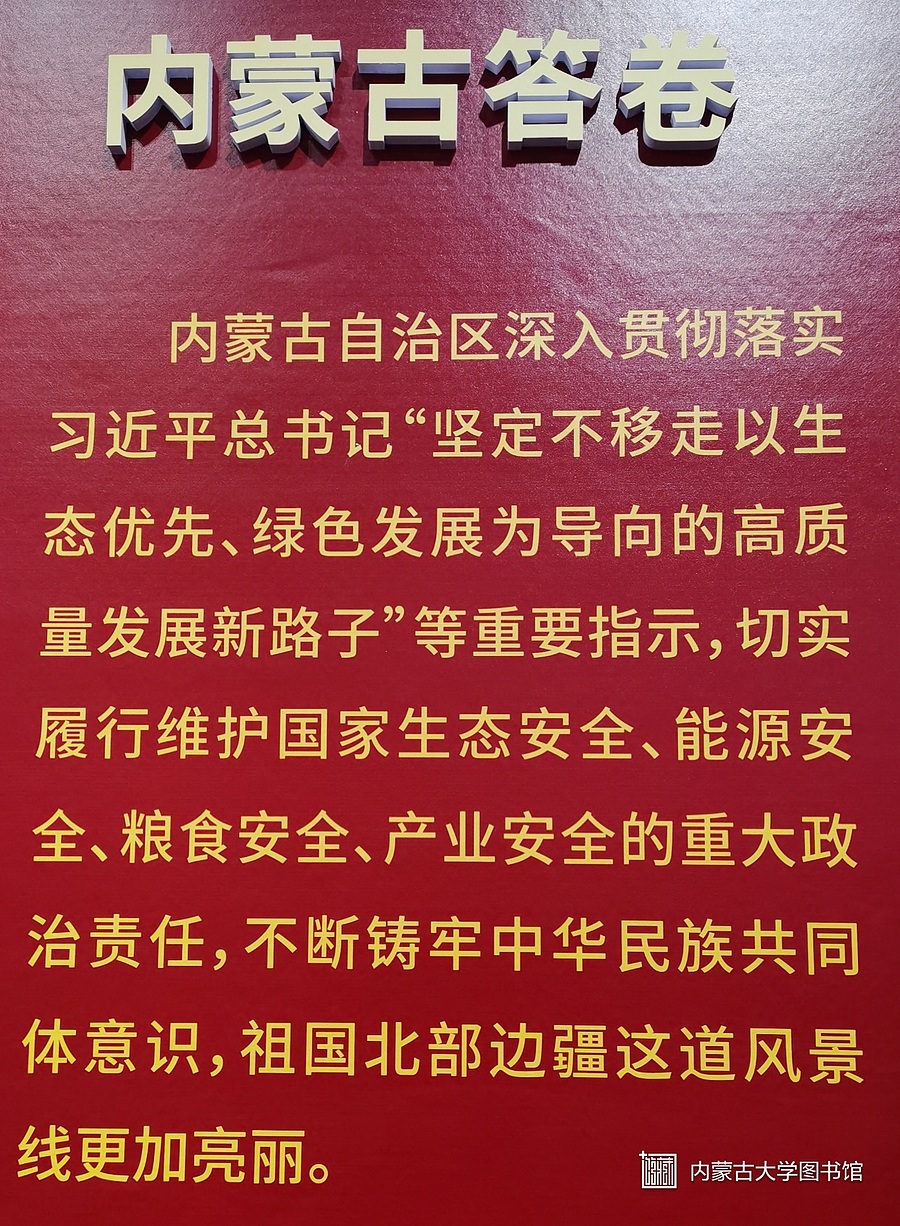 内蒙古答卷
内蒙古自治区深入贯彻落实
习近平总书记“坚定不移走以生
态优先、绿色发展为导向的高质
量发展新路子”等重要指示，切实
履行维护国家生态安全、能源安
全、粮食安全、产业安全的重大政
治责任，不断铸牢中华民族共同
体意识，祖国北部边疆这道风景
线更加亮丽。
内蒙古大学图书馆